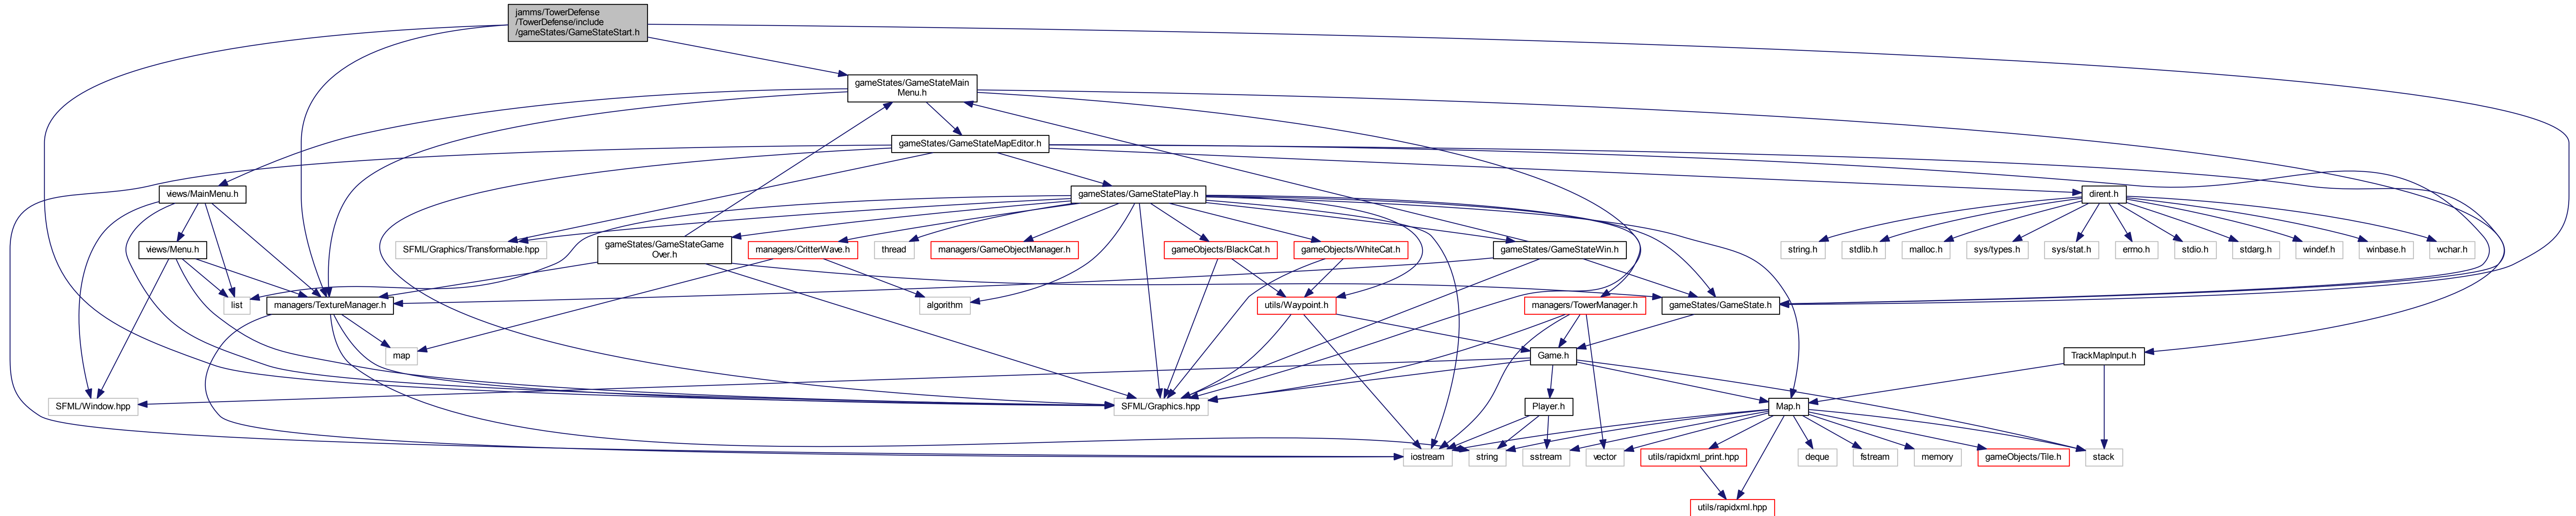 jamms/TowerDefense
/TowerDefense/include
/gameStates/GameStateStart.h
gameStates/GameStateMain
Menu.h
gameStates/GameStateMapEditor.h
views/MainMenu.h
gameStates/GameStatePlay.h
dirent.h
views/Menu.h
SFML/Graphics/Transformable.hpp
gameStates/GameStateGame
Over.h
managers/CritterWave.h
thread
managers/GameObjectManager.h
gameObjects/BlackCat.h
gameObjects/WhiteCat.h
gameStates/GameStateWin.h
string.h
stdlib.h
malloc.h
sys/types.h
sys/stat.h
errno.h
stdio.h
stdarg.h
windef.h
winbase.h
wchar.h
list
managers/TextureManager.h
algorithm
utils/Waypoint.h
managers/TowerManager.h
gameStates/GameState.h
map
Game.h
TrackMapInput.h
SFML/Window.hpp
SFML/Graphics.hpp
Player.h
Map.h
iostream
string
sstream
vector
utils/rapidxml_print.hpp
deque
fstream
memory
gameObjects/Tile.h
stack
utils/rapidxml.hpp